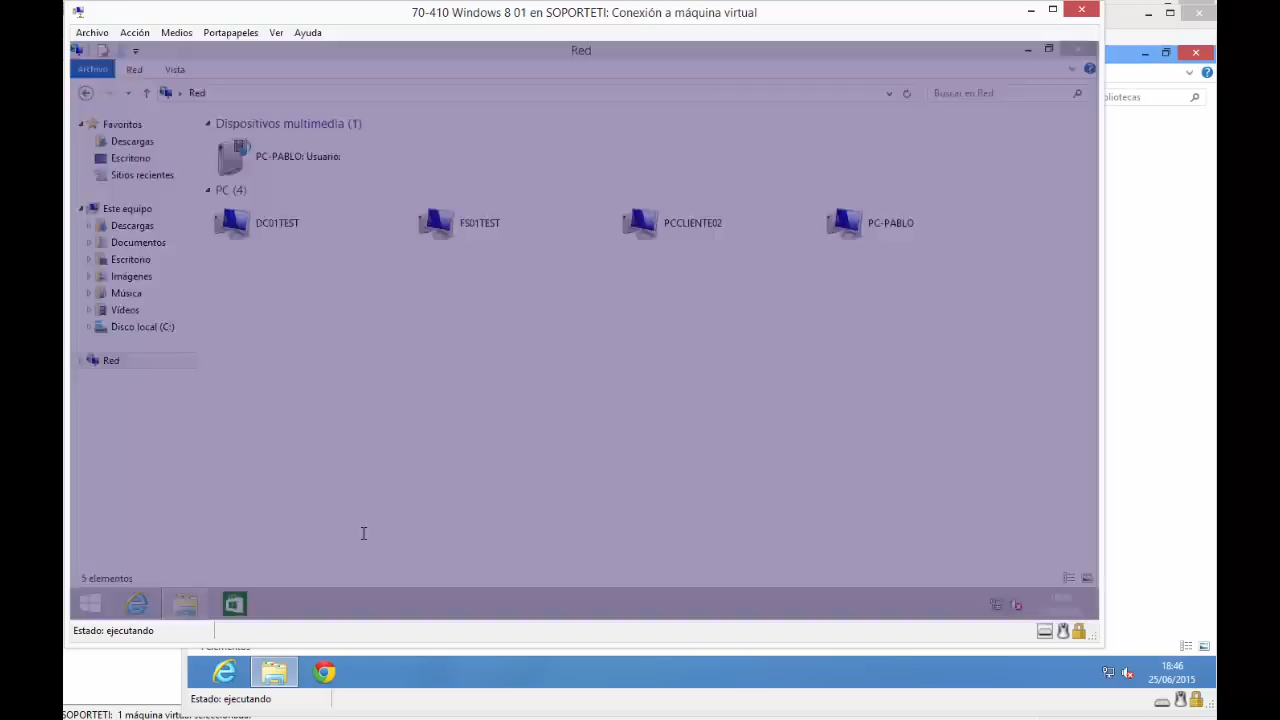 70-410 Windows 8 01 en SOPORTETI: Conexión a máquina virtual
Archivo Acción Medios Portapapeles Ver Ayuda
Red
Archivo Red Vista
Red
Buscar en Red
bliotecas
Favoritos
Descargas
Escritorio
Sitios recientes
Este equipo
Descargas
Documentos
Escritorio
Imágenes
Música
Vídeos
Disco local (C:)
Red
Dispositivos multimedia (1)
PC-PABLO: Usuario:
PC (4)
DC01TEST
FS01TEST
PCCLIENTE02
PC-PABLO
5 elementos
Estado: ejecutando
18:46
25/06/2015
Estado: ejecutando
SOPORTETI: 1 máquina virtual seleccionada.